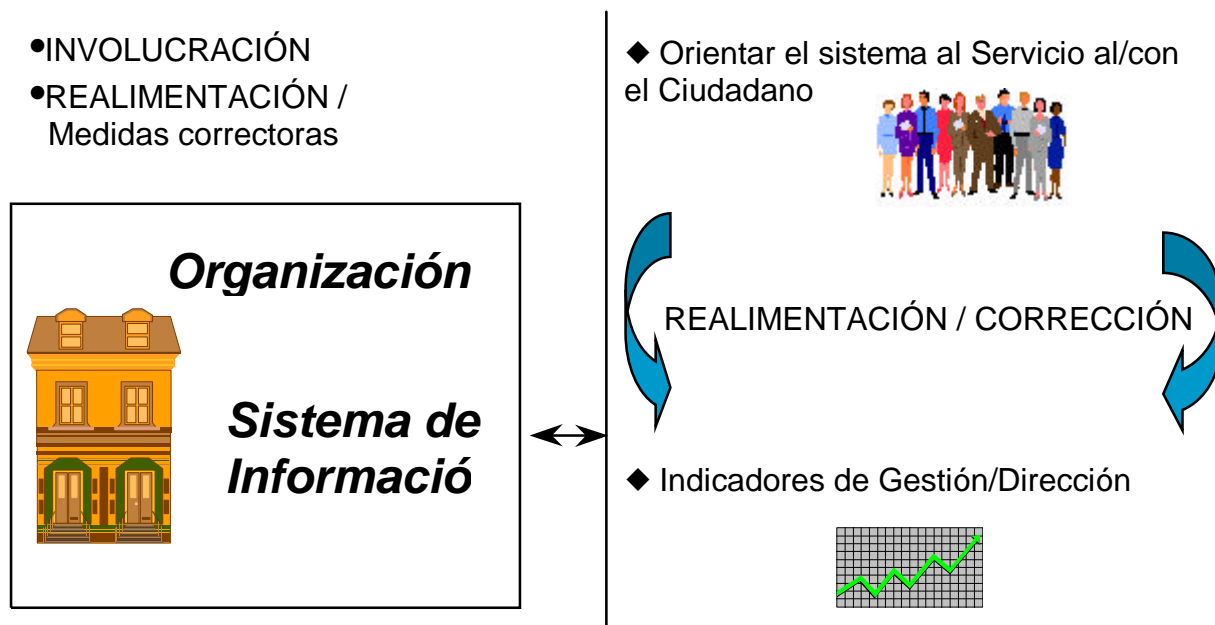 •INVOLUCRACIÓN
•REALIMENTACIÓN /
Medidas correctoras
Organización
Sistema de
Informació
◆ Orientar el sistema al Servicio al/con
el Ciudadano
REALIMENTACIÓN / CORRECCIÓN
◆ Indicadores de Gestión/Dirección